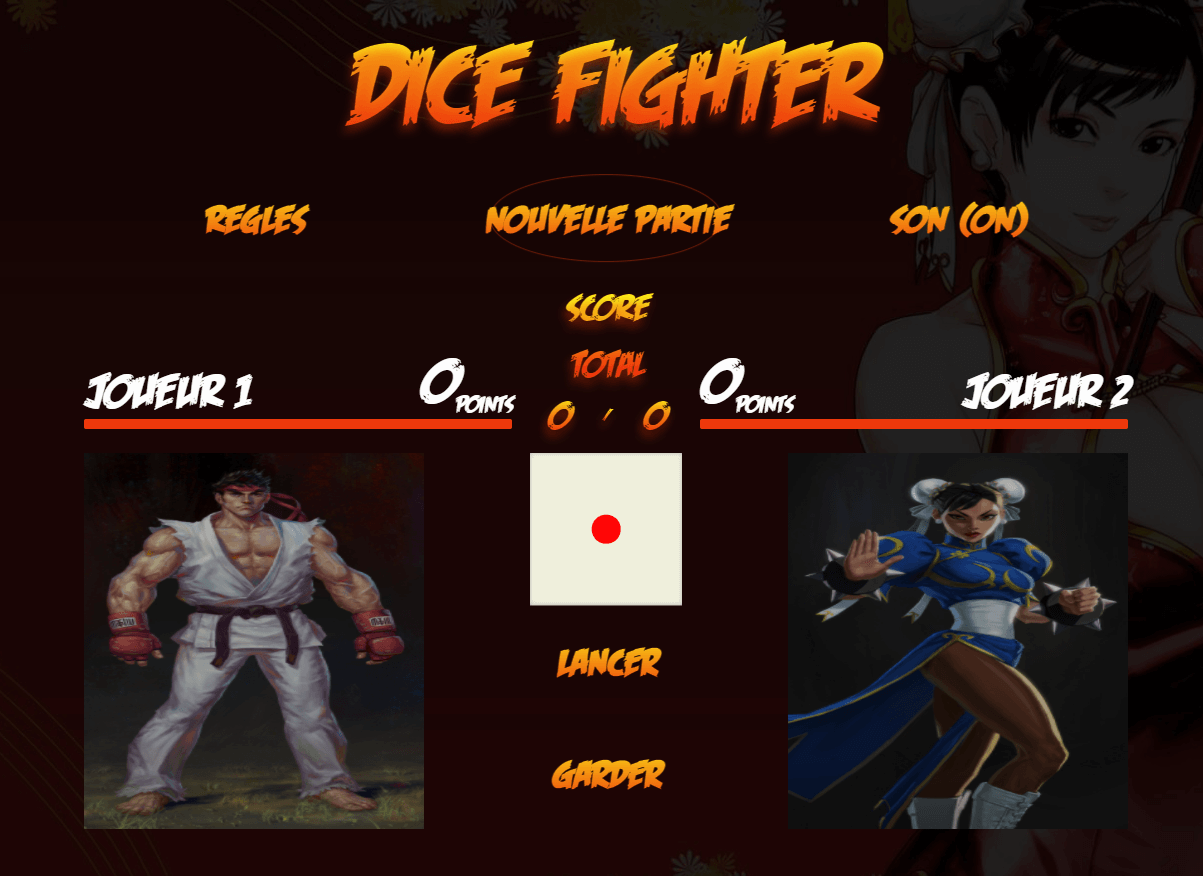 DICE FIGHTER
REGLES NOUVELLE PARTIE SON (ON)
SCORE
TOTAL
JOUEUR 1 0 POINTS 0 POINTS JOUEUR 2
0 , 0
LANCER
GARDER